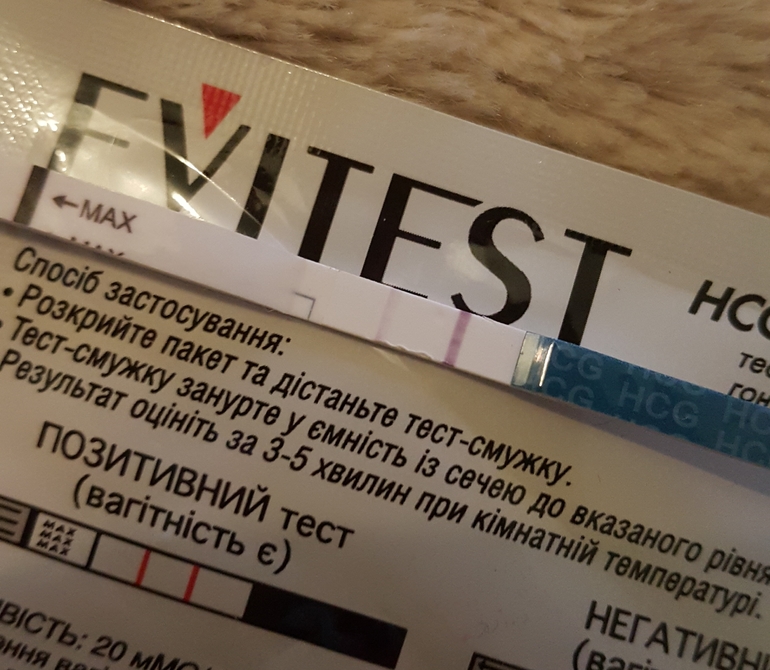 EVITEST
←MAX
HCG
Спосіб застосування:
• Розкрийте пакет та дістаньте тест-смужку.
• Тест-смужку занурте у ємність із сечею до вказаного рівня
Результат оцініть за 3-5 хвилин при кімнатній температурі.
HCG HCG
HCG HCG
ПОЗИТИВНИЙ тест
(вагітність є)
MAX
MAX
MAX
20